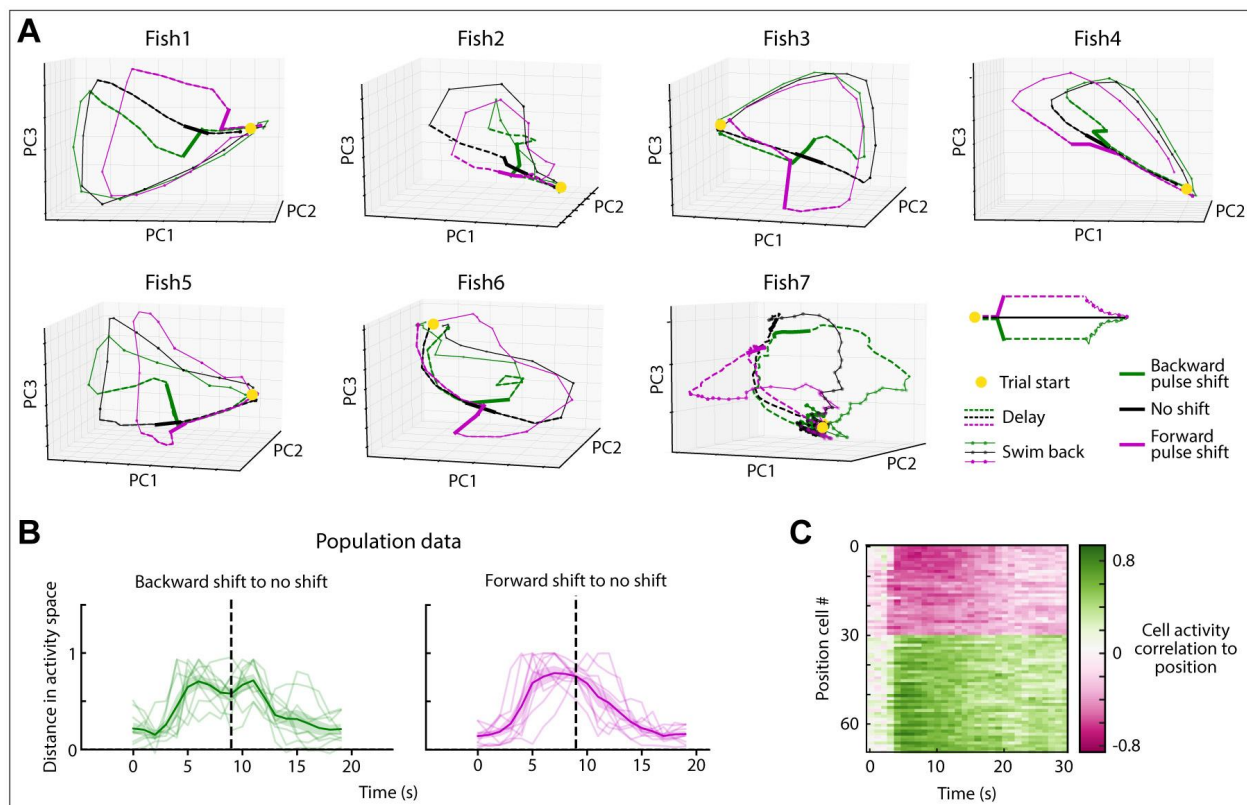 A
Fish1
Fish2
Fish3
Fish4
PC3
PC1
PC2
PC3
PC1
PC2
PC3
PC1
PC2
PC3
PC1
PC2
Fish5
Fish6
Fish7
PC3
PC1
PC2
PC3
PC1
PC2
PC3
PC1
PC2
Trial start
Delay
Swim back
Backward
pulse shift
No shift
Forward
pulse shift
B
Population data
Backward shift to no shift
Forward shift to no shift
Distance in activity space
1
0
0 5 10 15 20
1
0
0 5 10 15 20
Time (s)
C
Position cell #
0
30
60
0 10 20 30
Time (s)
0.8
0
-0.8
Cell activity
correlation to
position